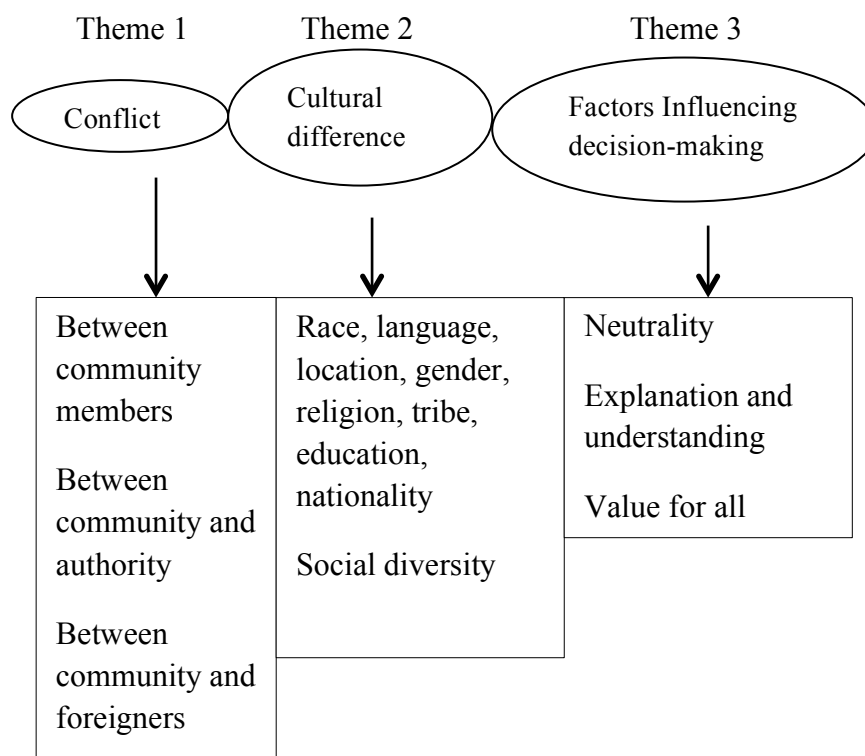 Theme 1
Theme 2
Theme 3
Conflict
Cultural
difference
Factors Influencing
decision-making
Between
community
members
Between
community and
authority
Between
community and
foreigners
Race, language,
location, gender,
religion, tribe,
education,
nationality
Social diversity
Neutrality
Explanation and
understanding
Value for all